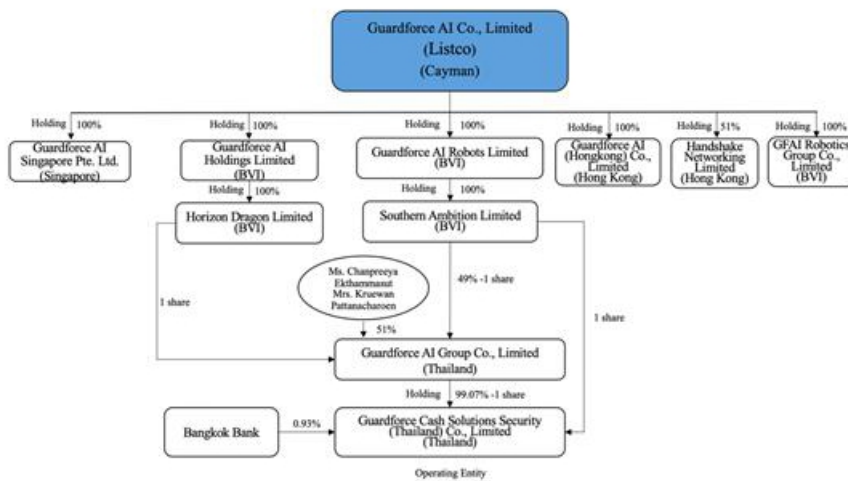 Guardforce AI Co., Limited
(Listco)
(Cayman)
Holding 100%
Holding 100%
Holding 100%
Holding 100%
Holding 51%
Holding 100%
Guardforce AI
Singapore Pte. Ltd.
(Singapore)
Guardforce AI
Holdings Limited
(BVI)
Guardforce AI Robots Limited
(BVI)
Guardforce AI
(Hongkong) Co.,
Limited
(Hong Kong)
Handshake
Networking
Limited
(Hong Kong)
GFAI Robotics
Group Co.,
Limited
(BVI)
Holding 100%
Holding 100%
Horizon Dragon Limited
(BVI)
Southern Ambition Limited
(BVI)
Ms. Chanpreeya
Ekthammasut
Mrs. Kruewan
Pattanacharoen
1 share
49% -1 share
1 share
51%
Guardforce AI Group Co., Limited
(Thailand)
Holding 99.07% -1 share
Bangkok Bank
0.93%
Guardforce Cash Solutions Security
(Thailand) Co., Limited
(Thailand)
Operating Entity